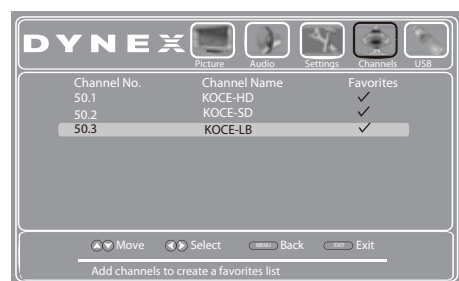 DYNEX
Picture Audio Settings Channels USB
Channel No. Channel Name Favorites
50.1 KOCE-HD
50.2 KOCE-SD
50.3 KOCE-LB
Move Select MENU Back EXIT Exit
Add channels to create a favorites list